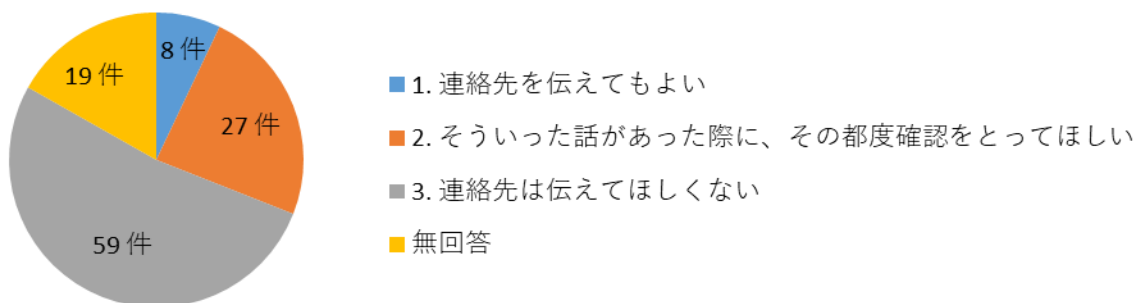 8 件
19 件
27 件
59 件
1. 連絡先を伝えてもよい
2. そういった話があった際に、その都度確認をとってほしい
3. 連絡先は伝えてほしくない
無回答